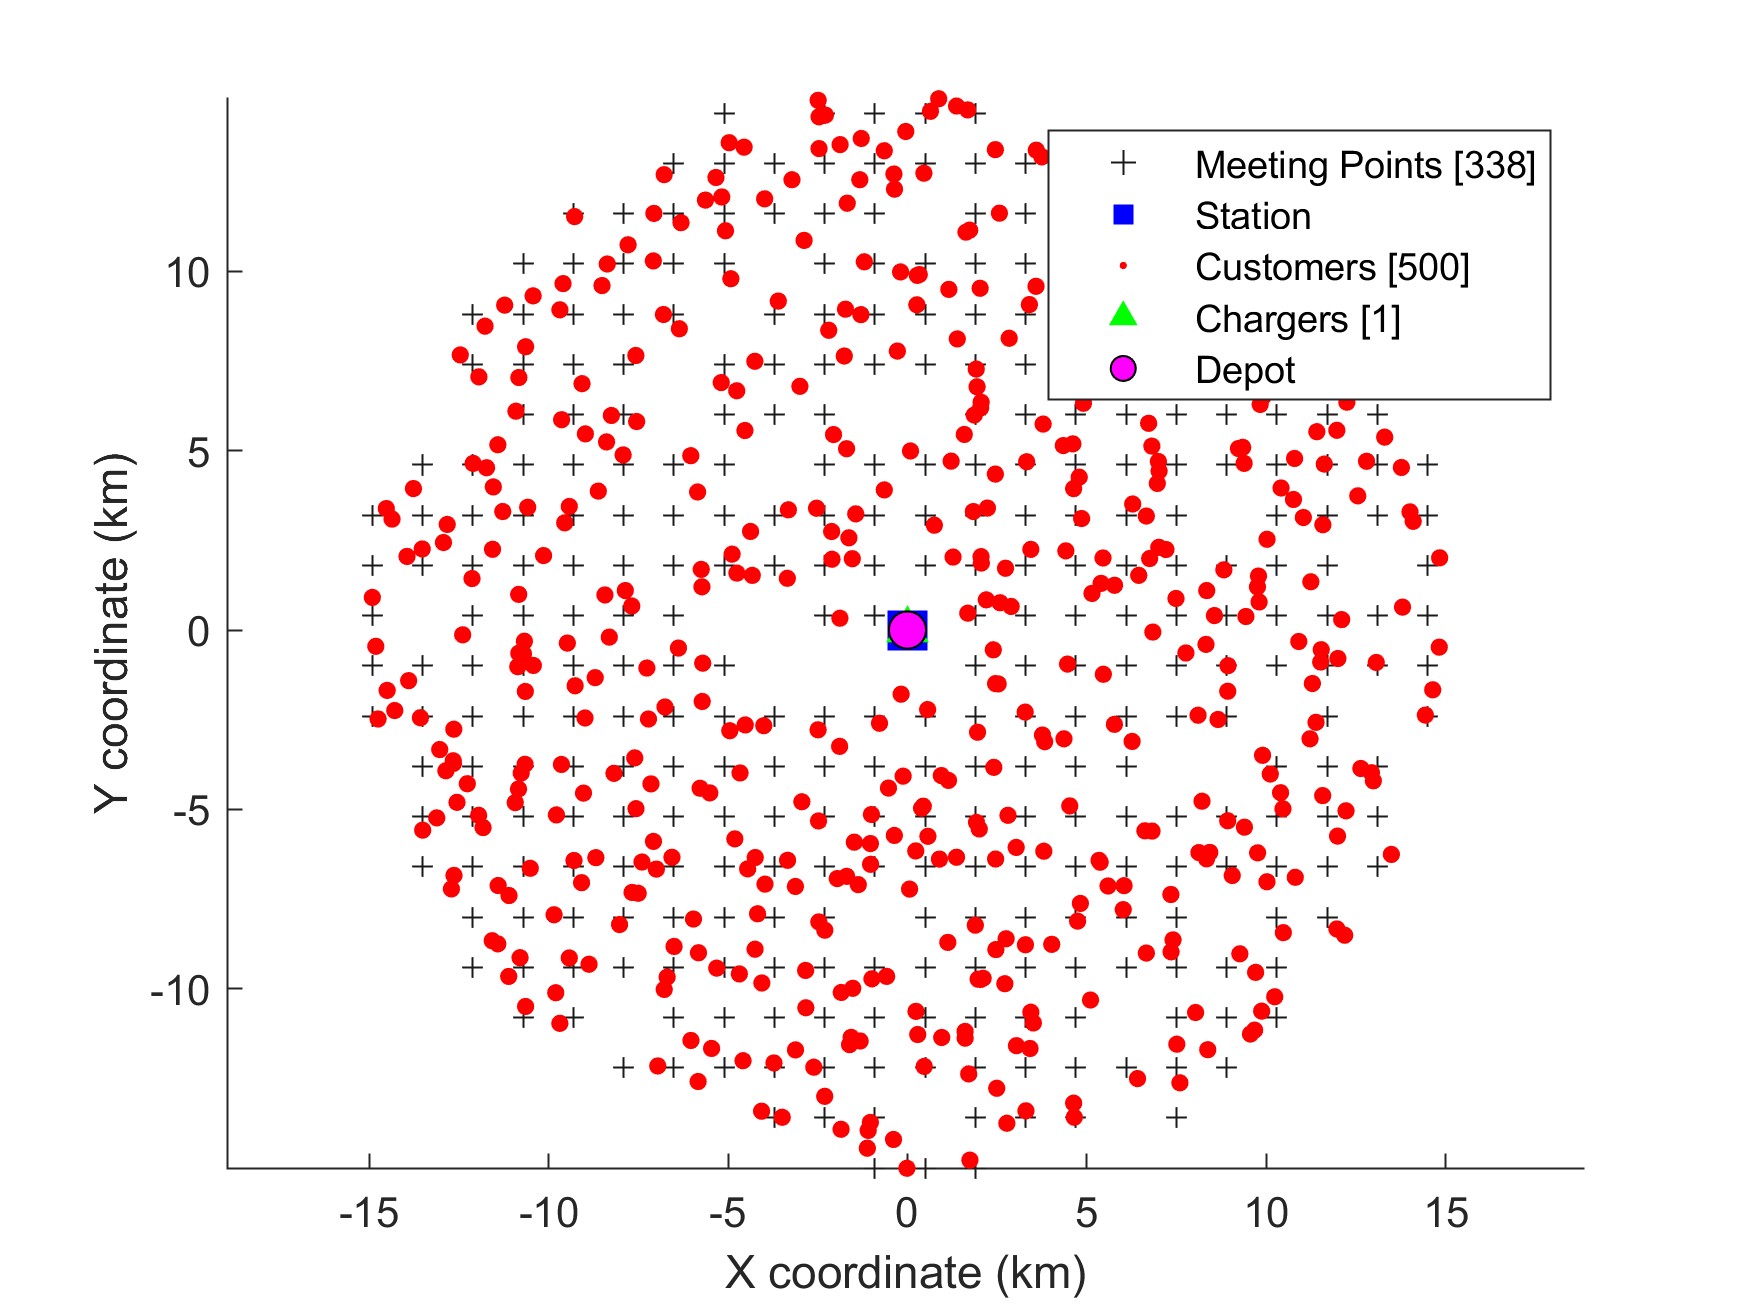 Meeting Points [338]
Station
Customers [500]
Chargers [1]
Depot
10
5
0
-5
-10
Y coordinate (km)
-15 -10 -5 0 5 10 15
X coordinate (km)